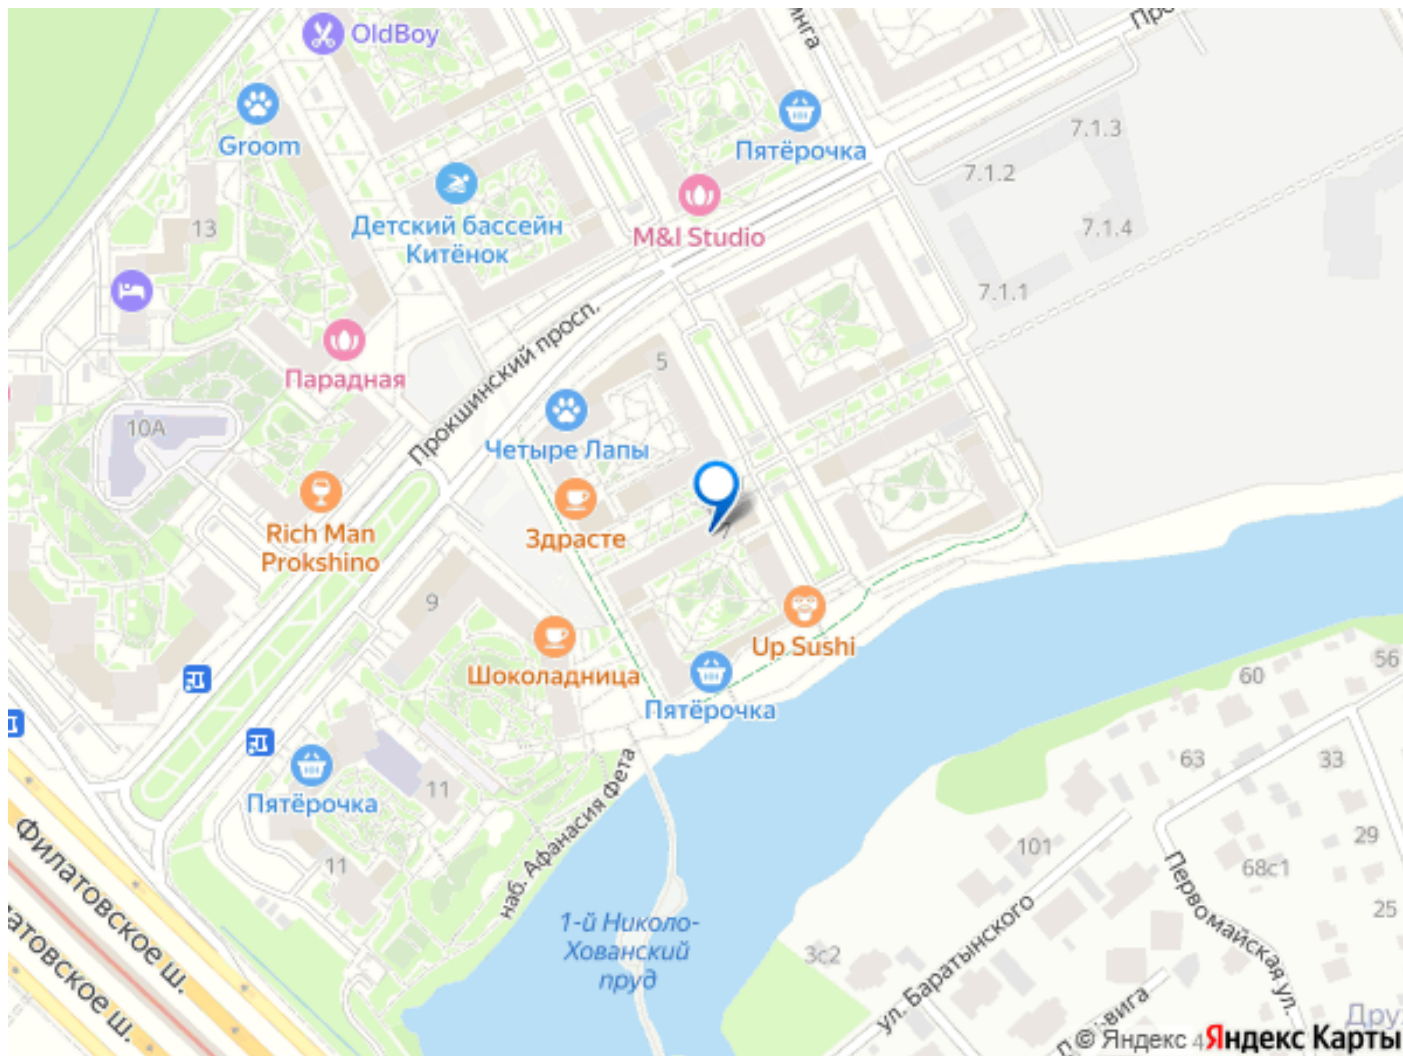 OldBoy
Groom
Пятёрочка
7.1.3
7.1.2
13
Детский бассейн
Китёнок
M&I Studio
7.1.4
7.1.1
Парадная
Прокшинский просп.
5
10А
Четыре Лапы
Rich Man
Prokshino
Здрасте
7
9
Up Sushi
Шоколадница
Пятёрочка
60
56
63
33
Пятёрочка
11
наб. Афанасия Фета
11
101
29
68с1
Филатовское ш.
Первомайская ул.
25
1-й Николо-
Хованский
пруд
3с2
ул. Баратынского
© Яндекс
Яндекс Карты